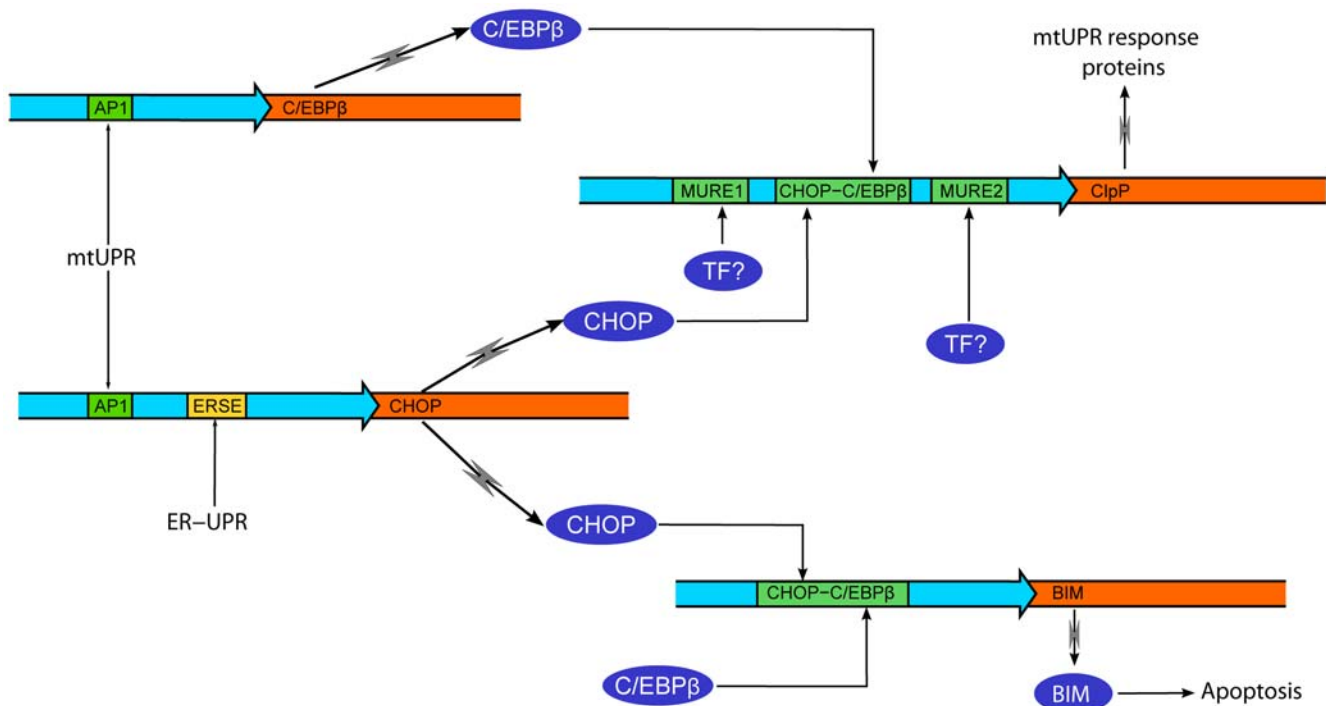 C/EBPβ
mtUPR response
proteins
AP1
C/EBPβ
MURE1
CHOP–C/EBPβ
MURE2
ClpP
mtUPR
TF?
CHOP
TF?
AP1
ERSE
CHOP
ER–UPR
CHOP
CHOP–C/EBPβ
BIM
C/EBPβ
BIM
Apoptosis